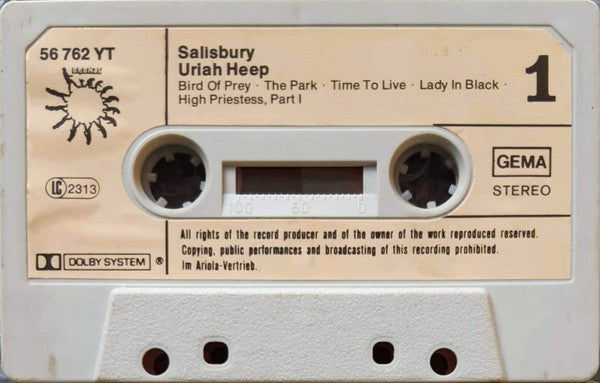 56 762 YT
BRONZE
Salisbury
Uriah Heep
Bird Of Prey · The Park · Time To Live · Lady In Black ·
High Priestess, Part I
1
LC 2313
GEMA
STEREO
100 50 0
All rights of the record producer and of the owner of the work reproduced reserved.
Copying, public performances and broadcasting of this recording prohibited.
Im Ariola-Vertrieb.
DOLBY SYSTEM ®